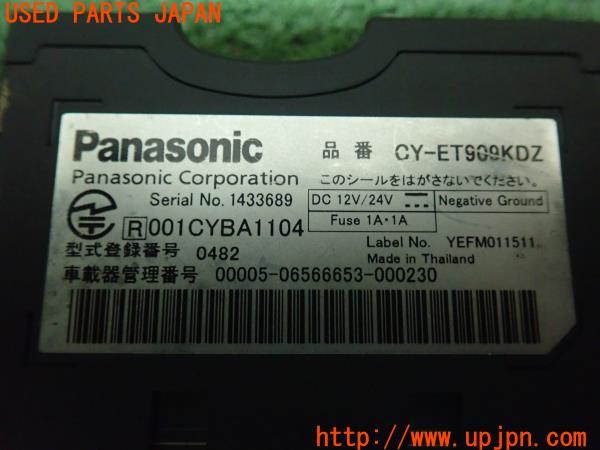 USED PARTS JAPAN
Panasonic
品番 CY-ET909KDZ
Panasonic Corporation
このシールをはがさないでください
Serial No. 1433689
DC 12V/24V
Negative Ground
R 001CYBA1104
Fuse 1A・1A
型式登録番号 0482
Label No. YEFM011511
Made in Thailand
車載器管理番号 00005-06566653-000230
http://www.upjpn.com/